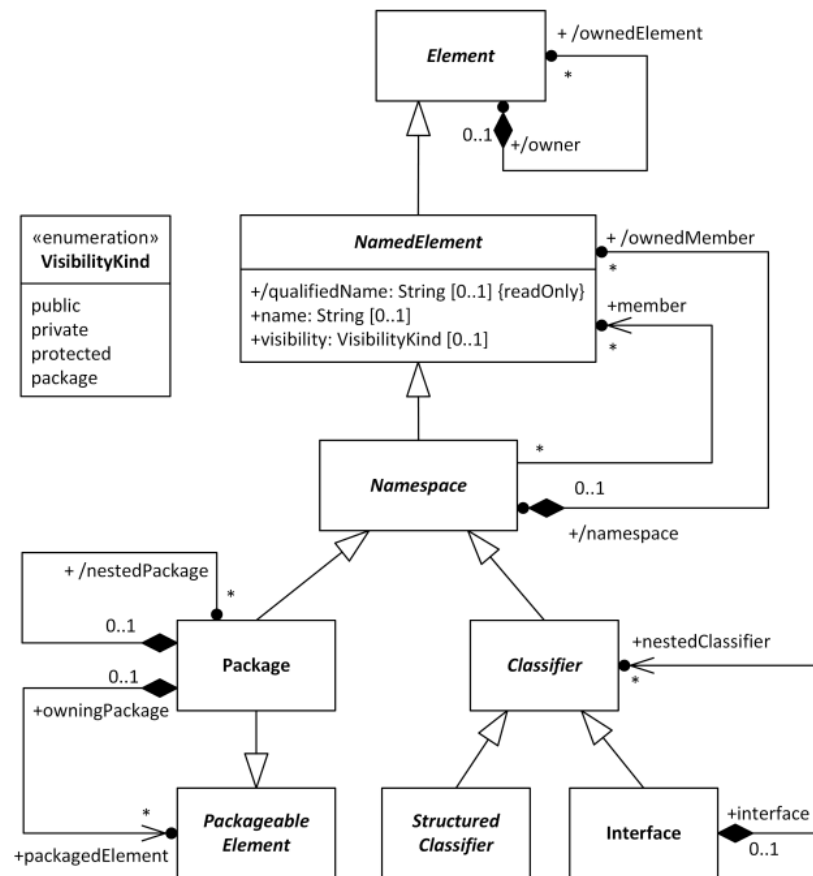 + /ownedElement
Element
*
0..1
+/owner
«enumeration»
VisibilityKind
public
private
protected
package
NamedElement
+/qualifiedName: String [0..1] {readOnly}
+name: String [0..1]
+visibility: VisibilityKind [0..1]
+ /ownedMember
*
+member
*
*
Namespace
0..1
+/namespace
+ /nestedPackage
*
0..1
Package
0..1
+owningPackage
+nestedClassifier
*
Classifier
*
+packagedElement
Packageable
Element
Structured
Classifier
Interface
+interface
0..1